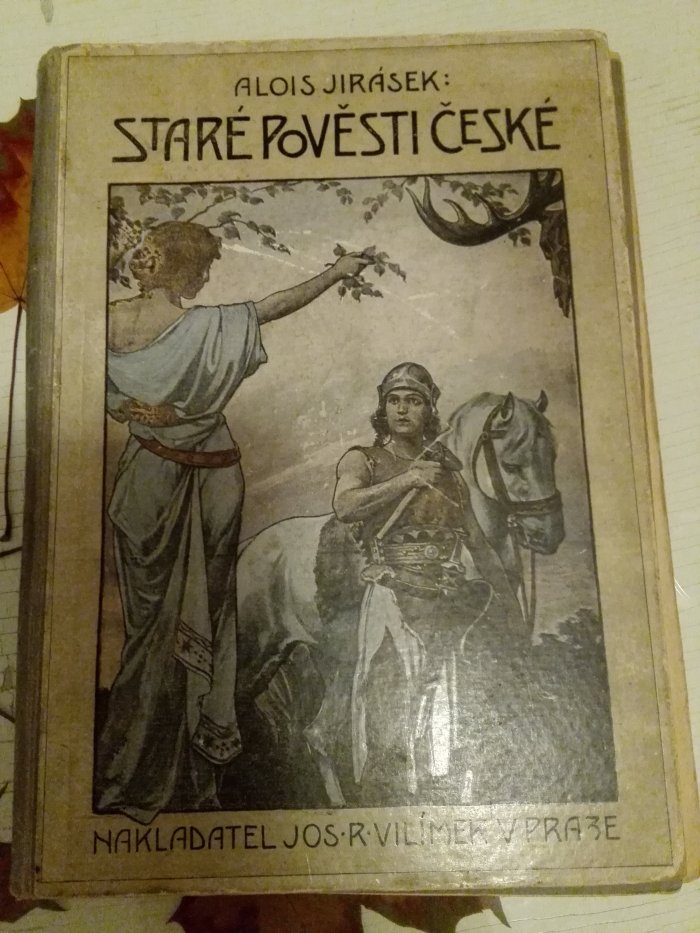 ALOIS JIRÁSEK:
STARÉ POVĚSTI ČESKÉ
NAKLADATEL JOS·R·VILÍMEK V PRAZE